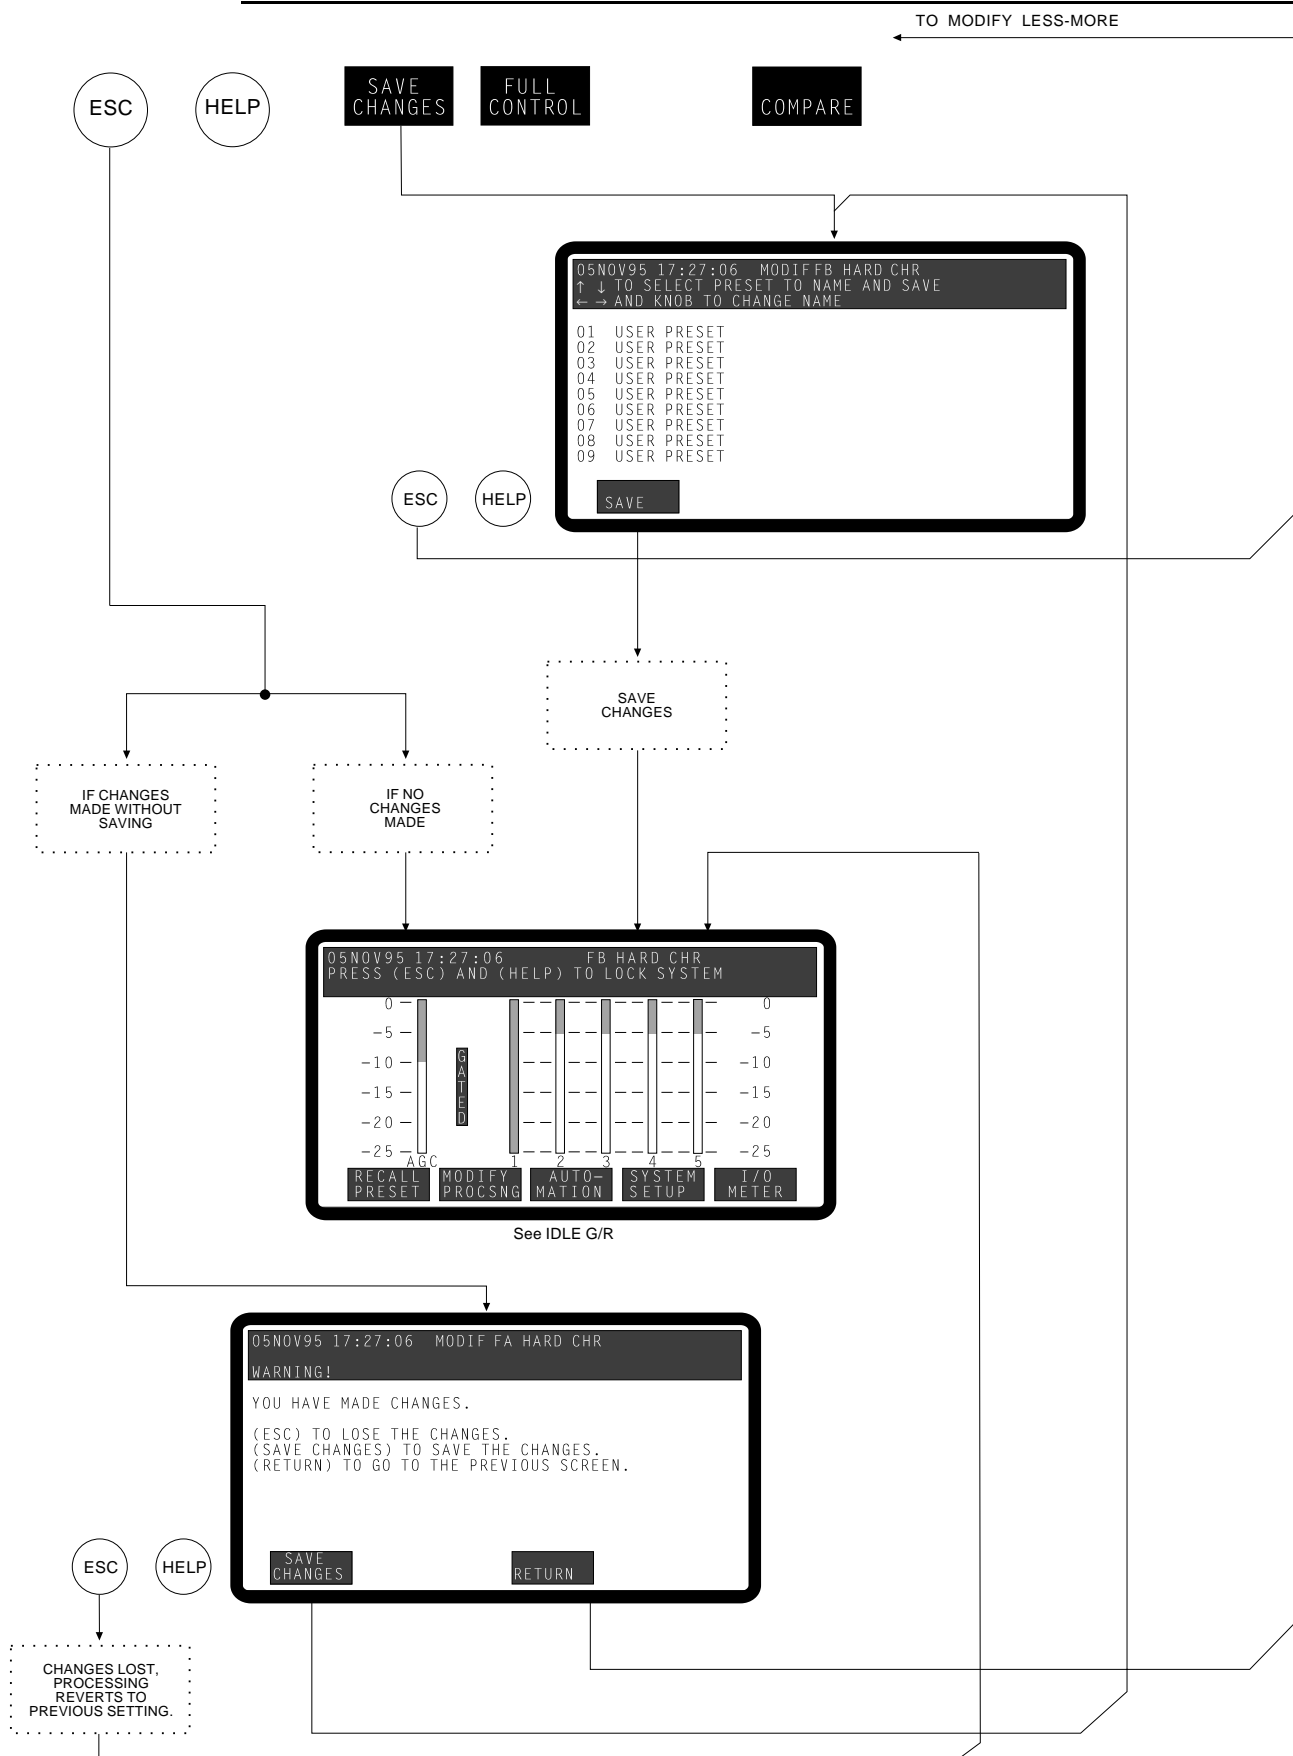 TO MODIFY LESS-MORE
ESC
HELP
SAVE
CHANGES
FULL
CONTROL
COMPARE
05NOV95 17:27:06 MODIF FB HARD CHR
↑ ↓ TO SELECT PRESET TO NAME AND SAVE
← → AND KNOB TO CHANGE NAME
01 USER PRESET
02 USER PRESET
03 USER PRESET
04 USER PRESET
05 USER PRESET
06 USER PRESET
07 USER PRESET
08 USER PRESET
09 USER PRESET
ESC
HELP
SAVE
SAVE
CHANGES
IF CHANGES
MADE WITHOUT
SAVING
IF NO
CHANGES
MADE
05NOV95 17:27:06 FB HARD CHR
PRESS (ESC) AND (HELP) TO LOCK SYSTEM
0 0
-5 -5
-10 -10
-15 -15
-20 -20
-25 -25
GATED
AGC 1 2 3 4 5
RECALL
PRESET
MODIFY
PROCSNG
AUTO-
MATION
SYSTEM
SETUP
I/O
METER
See IDLE G/R
05NOV95 17:27:06 MODIF FA HARD CHR
WARNING!
YOU HAVE MADE CHANGES.
(ESC) TO LOSE THE CHANGES.
(SAVE CHANGES) TO SAVE THE CHANGES.
(RETURN) TO GO TO THE PREVIOUS SCREEN.
ESC
HELP
SAVE
CHANGES
RETURN
CHANGES LOST,
PROCESSING
REVERTS TO
PREVIOUS SETTING.